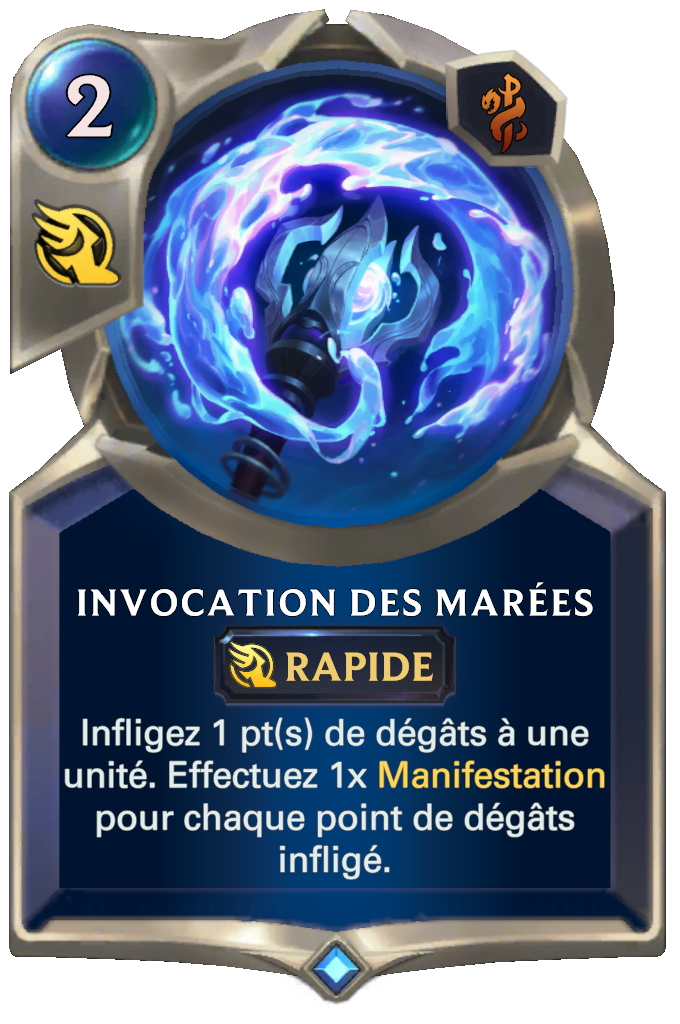 2
INVOCATION DES MARÉES
RAPIDE
Infligez 1 pt(s) de dégâts à une
unité. Effectuez 1x Manifestation
pour chaque point de dégâts
infligé.